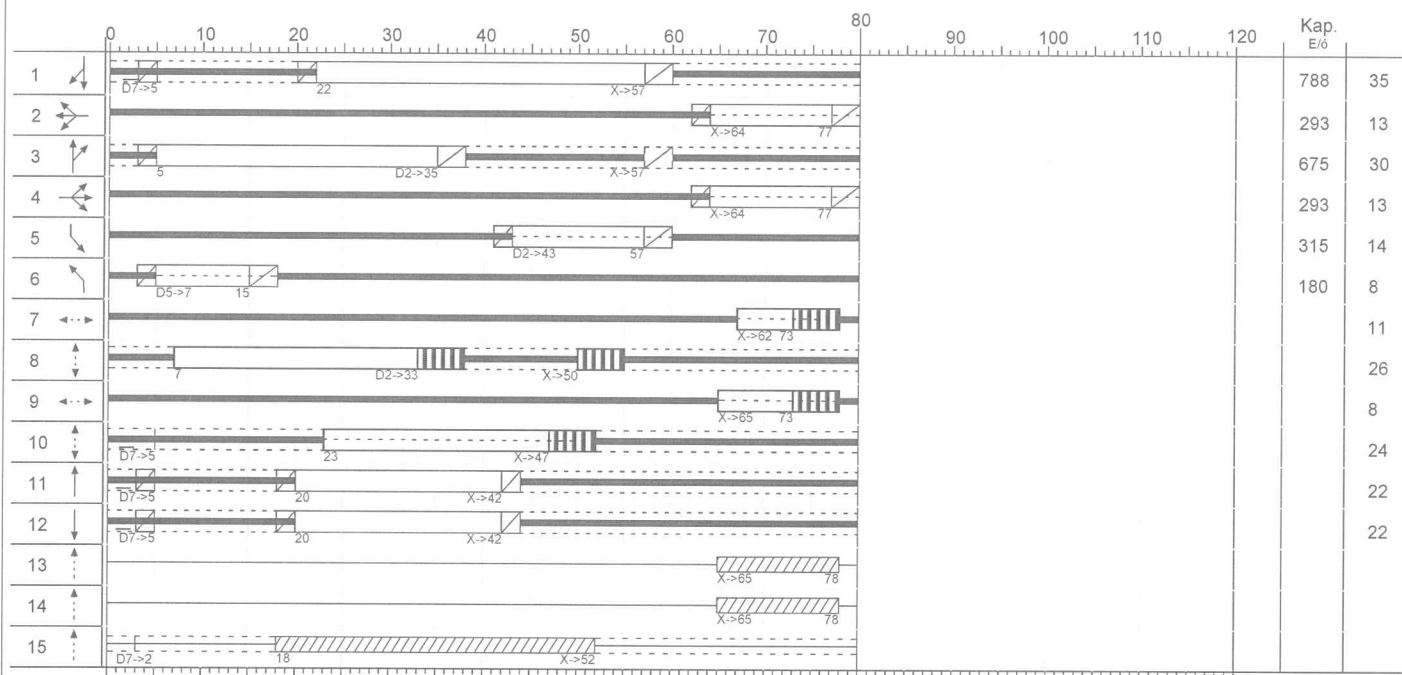 0 10 20 30 40 50 60 70 80 90 100 110 120 Kap.
E/ó
1 D7->5 22 X->57 788 35
2 X->64 77 293 13
3 5 D2->35 X->57 675 30
4 X->64 77 293 13
5 D2->43 57 315 14
6 D5->7 15 180 8
7 X->62 73 11
8 7 D2->33 X->50 26
9 X->65 73 8
10 D7->5 23 X->47 24
11 D7->5 20 X->42 22
12 D7->5 20 X->42 22
13 X->65 78
14 X->65 78
15 D7->2 18 X->52